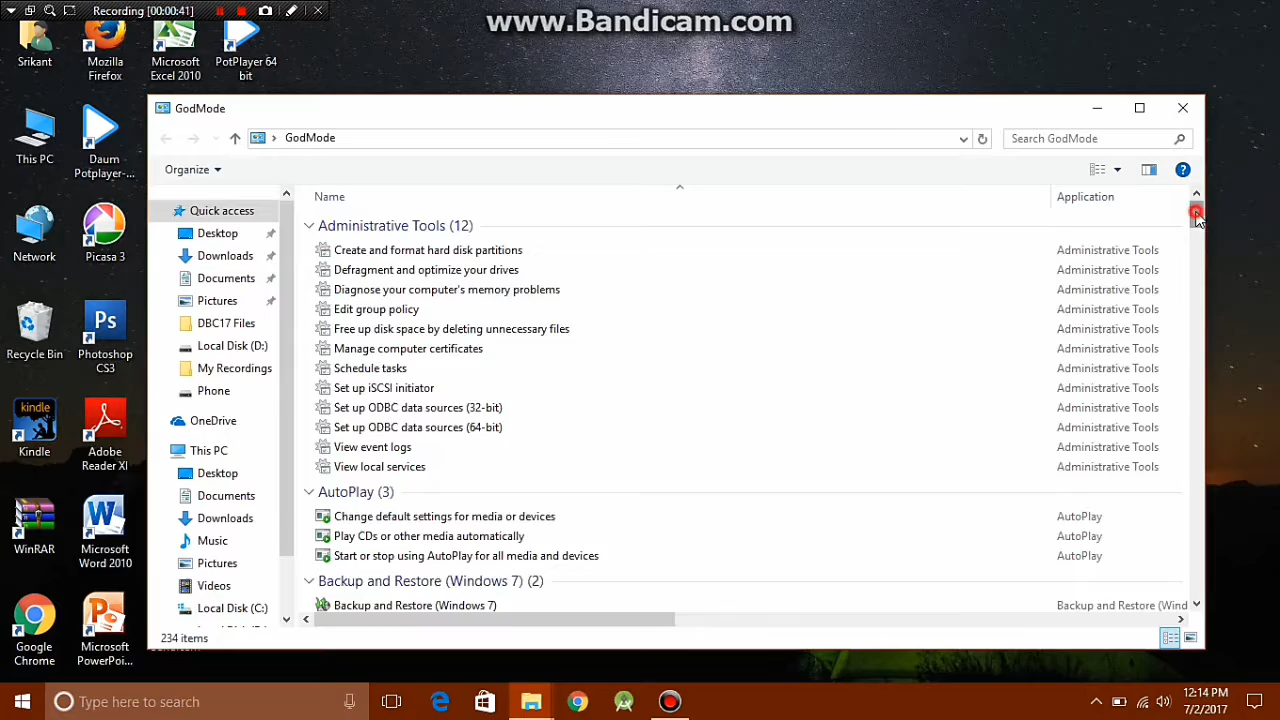 Recording [00:00:41]
www.Bandicam.com
Srikant
Mozilla
Firefox
Microsoft
Excel 2010
PotPlayer 64
bit
This PC
Daum
Potplayer-...
Network
Picasa 3
Recycle Bin
Photoshop
CS3
kindle
Kindle
Adobe
Reader XI
WinRAR
Microsoft
Word 2010
Google
Chrome
Microsoft
PowerPoi...
GodMode
GodMode
Search GodMode
Organize
Quick access
Desktop
Downloads
Documents
Pictures
DBC17 Files
Local Disk (D:)
My Recordings
Phone
OneDrive
This PC
Desktop
Documents
Downloads
Music
Pictures
Videos
Local Disk (C:)
Name Application
Administrative Tools (12)
Create and format hard disk partitions Administrative Tools
Defragment and optimize your drives Administrative Tools
Diagnose your computer's memory problems Administrative Tools
Edit group policy Administrative Tools
Free up disk space by deleting unnecessary files Administrative Tools
Manage computer certificates Administrative Tools
Schedule tasks Administrative Tools
Set up iSCSI initiator Administrative Tools
Set up ODBC data sources (32-bit) Administrative Tools
Set up ODBC data sources (64-bit) Administrative Tools
View event logs Administrative Tools
View local services Administrative Tools
AutoPlay (3)
Change default settings for media or devices AutoPlay
Play CDs or other media automatically AutoPlay
Start or stop using AutoPlay for all media and devices AutoPlay
Backup and Restore (Windows 7) (2)
Backup and Restore (Windows 7) Backup and Restore (Wind
234 items
Type here to search
12:14 PM
7/2/2017